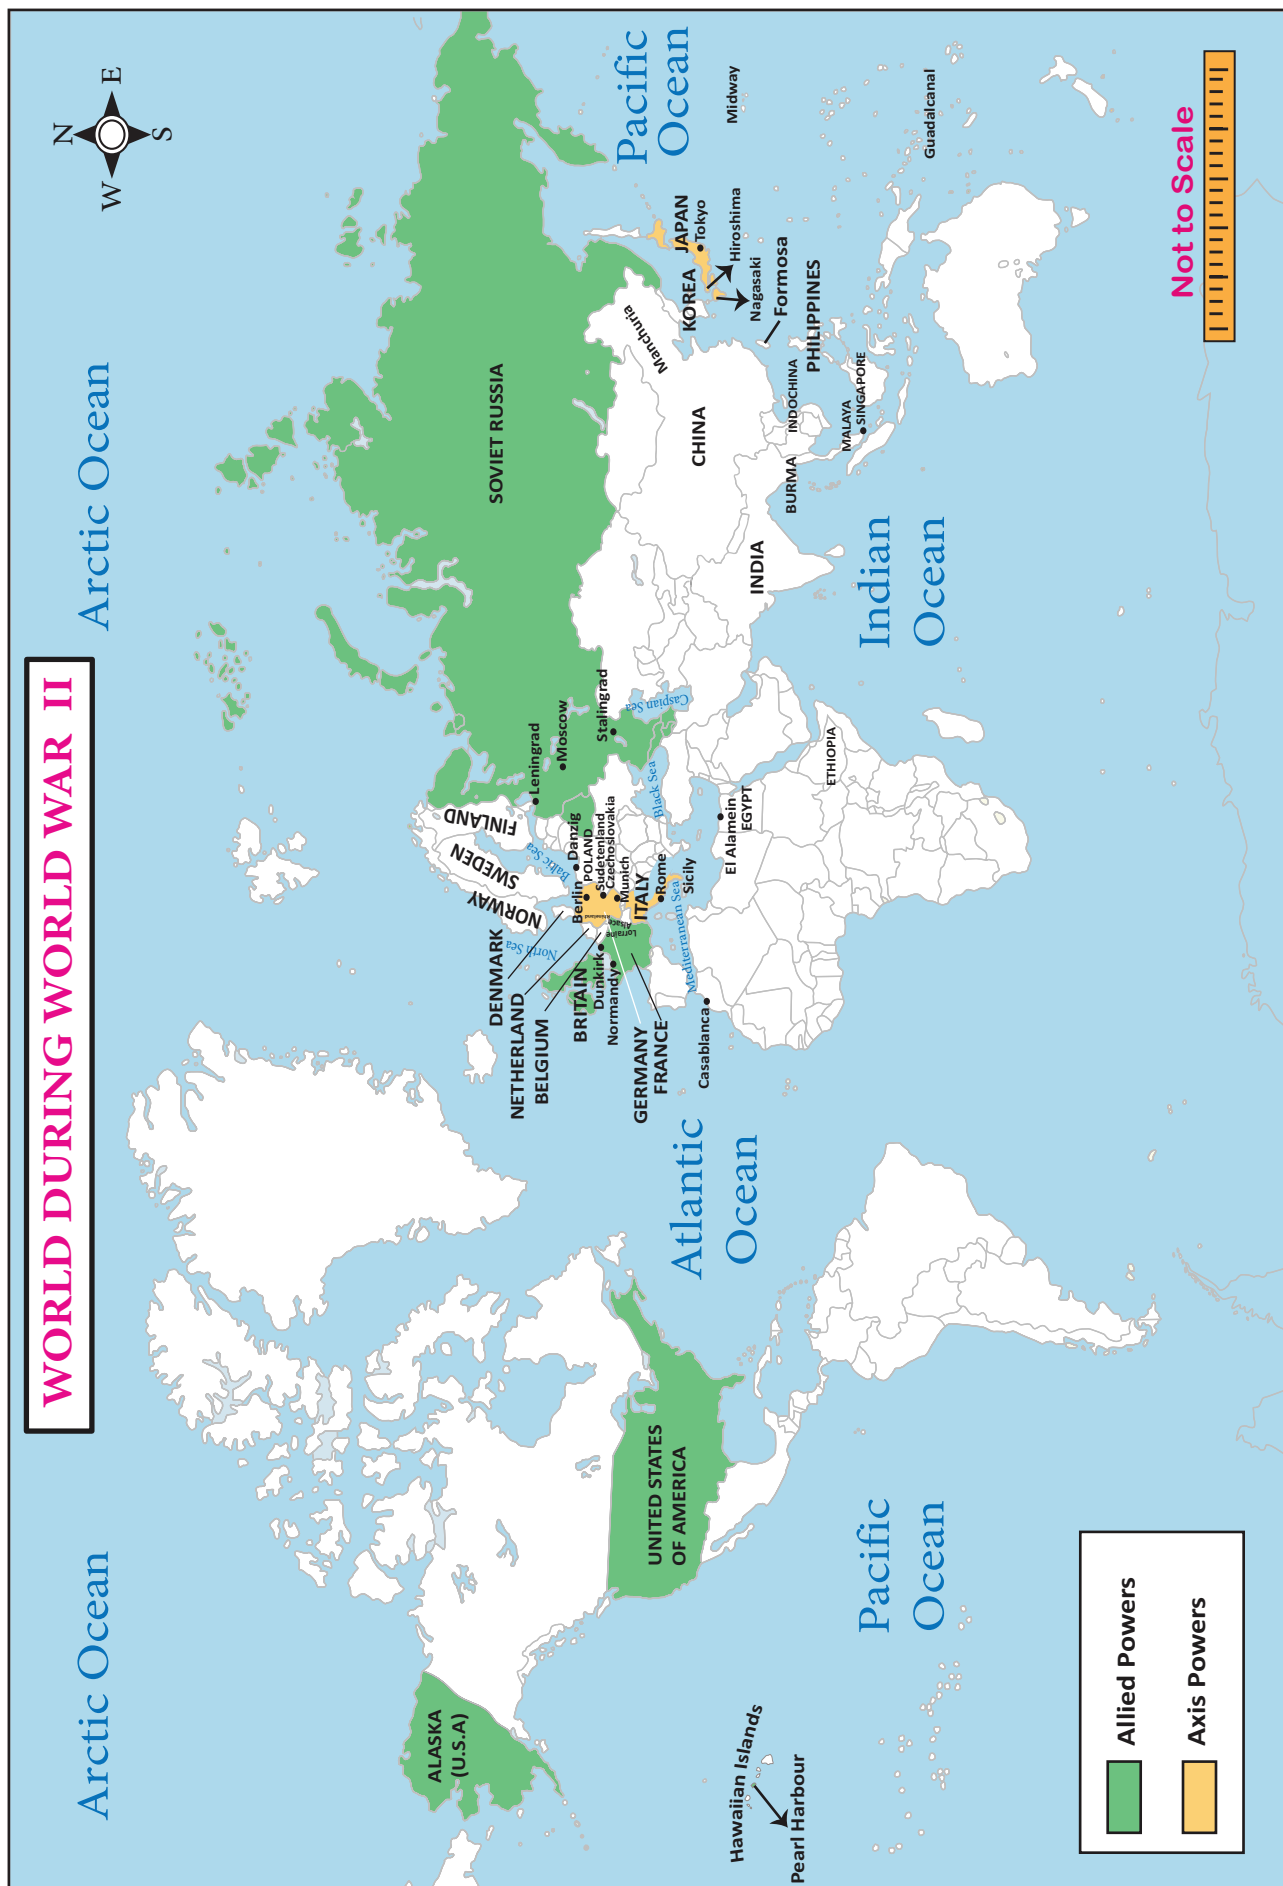 WORLD DURING WORLD WAR II
N
E
S
W
Arctic Ocean
Arctic Ocean
ALASKA
(U.S.A)
UNITED STATES
OF AMERICA
Hawaiian Islands
Pearl Harbour
Pacific
Ocean
Atlantic
Ocean
NORWAY
SWEDEN
FINLAND
DENMARK
NETHERLAND
BELGIUM
BRITAIN
Dunkirk
Normandy
GERMANY
FRANCE
North Sea
Baltic Sea
Leningrad
Moscow
Stalingrad
Danzig
POLAND
Berlin
Sudetenland
Czechoslovakia
Munich
Rhineland
Alsace
Lorraine
ITALY
Rome
Sicily
Mediterranean Sea
Black Sea
Caspian Sea
Casablanca
El Alamein
EGYPT
ETHIOPIA
SOVIET RUSSIA
Manchuria
CHINA
INDIA
BURMA
INDOCHINA
MALAYA
SINGAPORE
PHILIPPINES
Formosa
KOREA
JAPAN
Tokyo
Hiroshima
Nagasaki
Pacific
Ocean
Midway
Guadalcanal
Indian
Ocean
Allied Powers
Axis Powers
Not to Scale